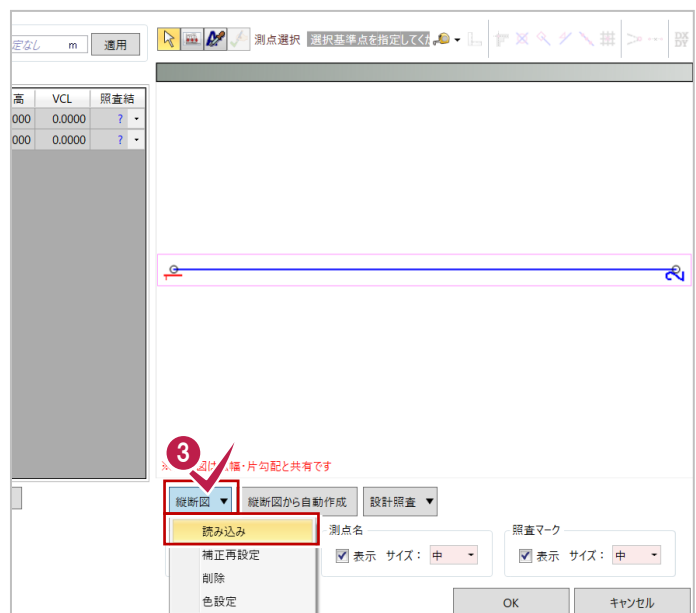 定なし m 適用 測点選択 選択基準点を指定してくだ
DX
DY
高 VCL 照査結
000 0.0000 ?
000 0.0000 ?
1 2
3
図は 幅・片勾配と共有です
縦断図 ▼ 縦断図から自動作成 設計照査 ▼
読み込み
補正再設定
削除
色設定
測点名
表示 サイズ： 中
照査マーク
表示 サイズ： 中
OK キャンセル